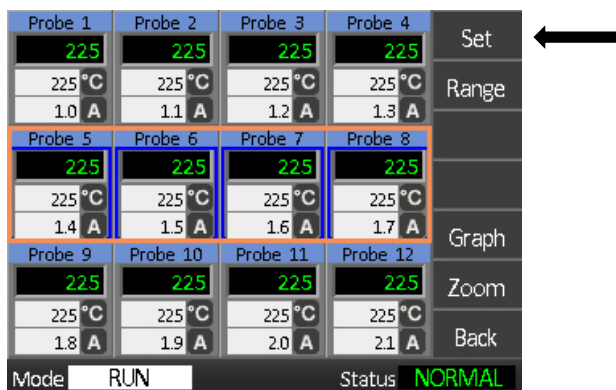 Probe 1 Probe 2 Probe 3 Probe 4 Set
225 225 225 225
225 °C 225 °C 225 °C 225 °C Range
1.0 A 1.1 A 1.2 A 1.3 A
Probe 5 Probe 6 Probe 7 Probe 8
225 225 225 225
225 °C 225 °C 225 °C 225 °C
1.4 A 1.5 A 1.6 A 1.7 A Graph
Probe 9 Probe 10 Probe 11 Probe 12
225 225 225 225 Zoom
225 °C 225 °C 225 °C 225 °C
1.8 A 1.9 A 2.0 A 2.1 A Back
Mode RUN Status NORMAL